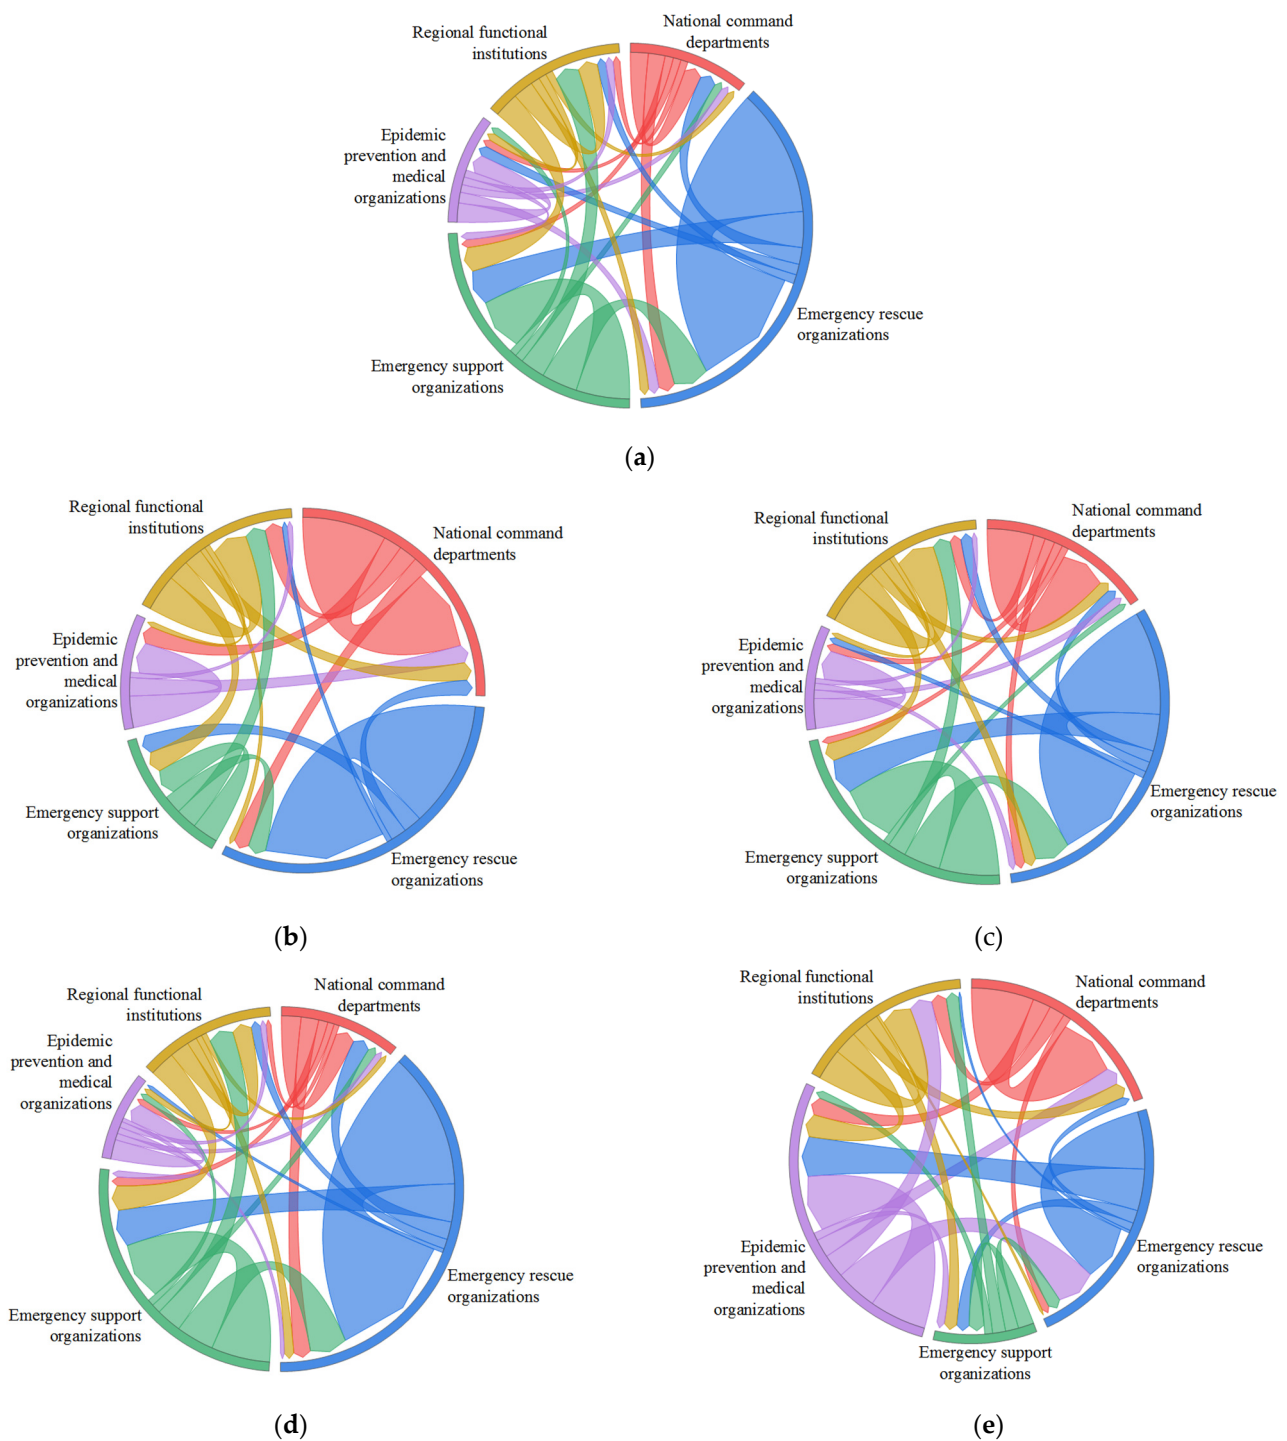 National command
departments
Regional functional
institutions
Epidemic
prevention and
medical
organizations
Emergency rescue
organizations
Emergency support
organizations
(a)
Regional functional
institutions
National command
departments
Epidemic
prevention and
medical
organizations
Emergency support
organizations
Emergency rescue
organizations
(b)
National command
departments
Regional functional
institutions
Epidemic
prevention and
medical
organizations
Emergency rescue
organizations
Emergency support
organizations
(c)
National command
departments
Regional functional
institutions
Epidemic
prevention and
medical
organizations
Emergency rescue
organizations
Emergency support
organizations
(d)
Regional functional
institutions
National command
departments
Epidemic
prevention and
medical
organizations
Emergency rescue
organizations
Emergency support
organizations
(e)